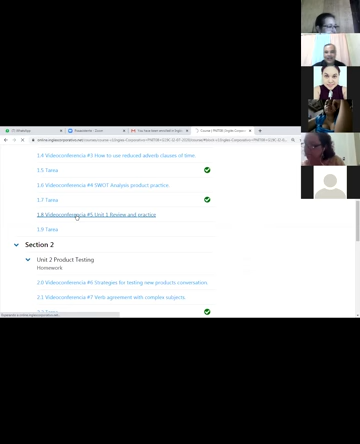 WhatsApp
1.4 Videoconferencia #3 How to use reduced adverb clauses of time.
1.5 Tarea
1.6 Videoconferencia #4 SWOT Analysis product practice.
1.7 Tarea
1.8 Videoconferencia #5 Unit 1 Review and practice
1.9 Tarea
Section 2
Unit 2 Product Testing
Homework
2.0 Videoconferencia #6 Strategies for testing new products conversation.
2.1 Videoconferencia #7 Verb agreement with complex subjects.